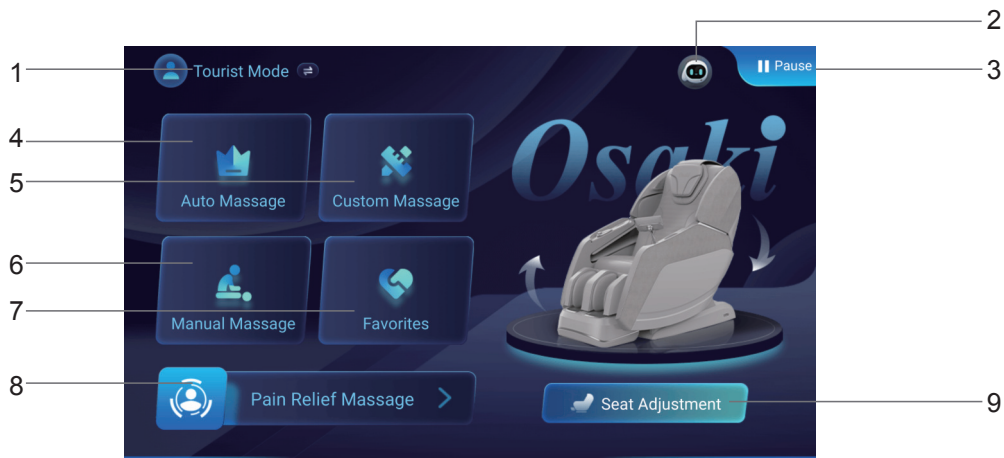 2
1
Tourist Mode
Pause
3
4
Osaki
5
Auto Massage
Custom Massage
6
7
Manual Massage
Favorites
8
Pain Relief Massage
Seat Adjustment
9